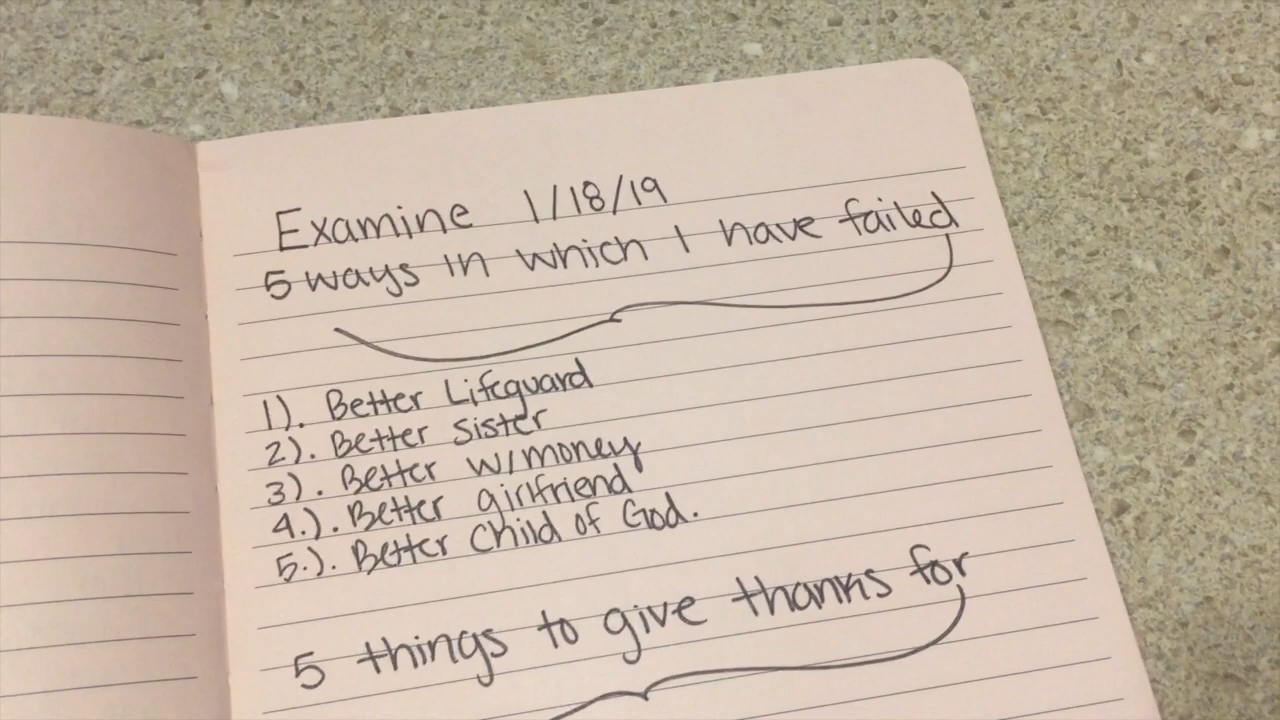 Examine 1/18/19
5 ways in which I have failed
1). Better Lifeguard
2). Better sister
3). Better w/money
4.). Better girlfriend
5.). Better Child of God.
5 things to give thanks for